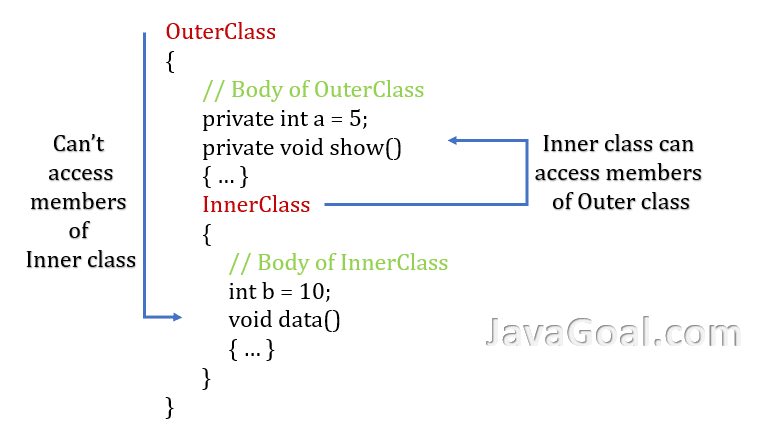 OuterClass
{
// Body of OuterClass
private int a = 5;
private void show()
{ ... }
InnerClass
{
// Body of InnerClass
int b = 10;
void data()
{ ... }
}
}
Can't
access
members
of
Inner class
Inner class can
access members
of Outer class
JavaGoal.com